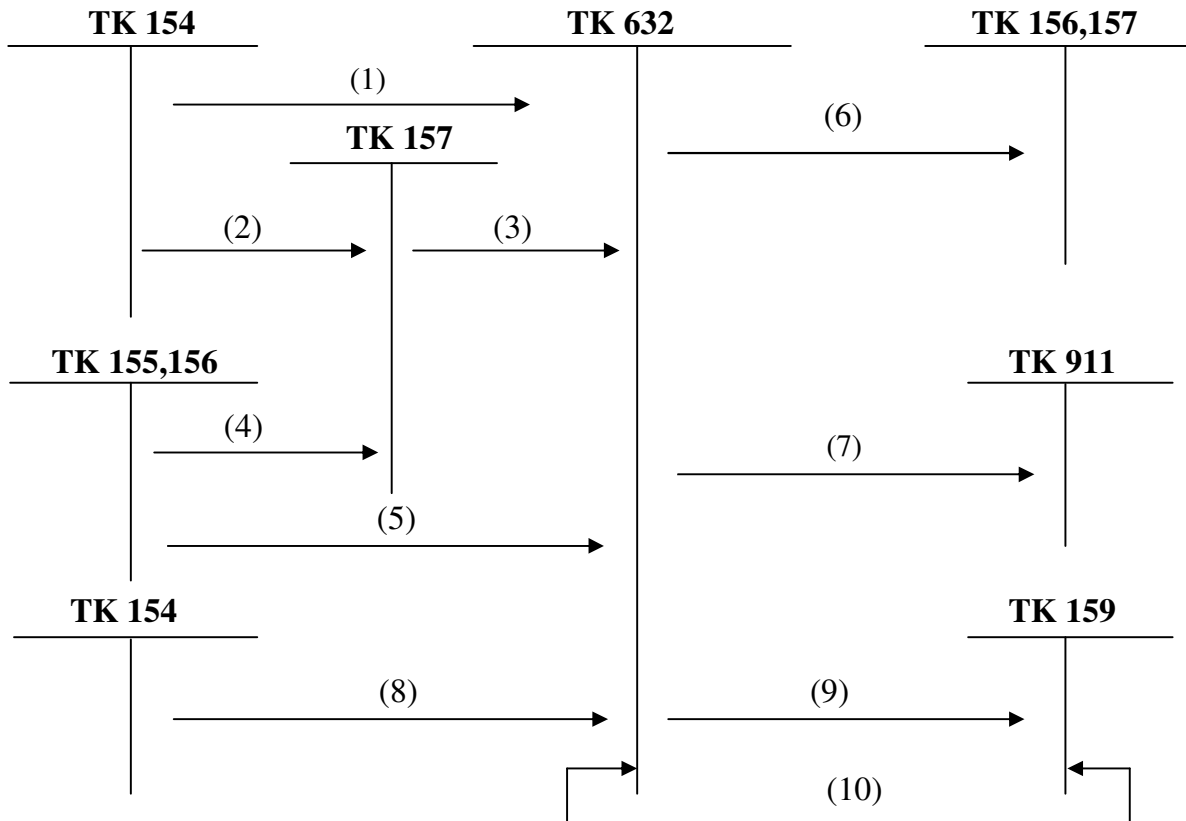 TK 154 TK 632 TK 156,157
(1)
(6)
TK 157
(2) (3)
TK 155,156 TK 911
(4) (7)
(5)
TK 154 TK 159
(8) (9)
(10)